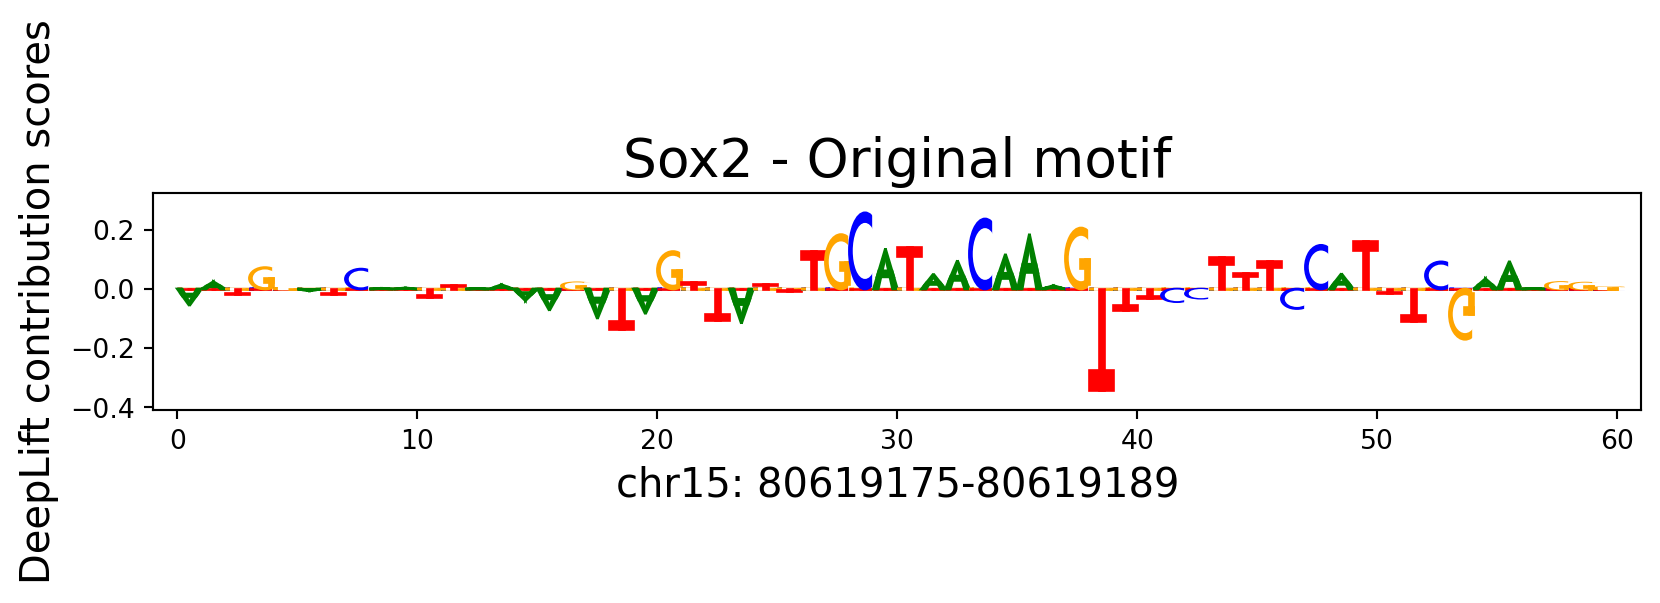 Sox2 - Original motif
DeepLift contribution scores
0.2
0.0
−0.2
−0.4
0 10 20 30 40 50 60
chr15: 80619175-80619189